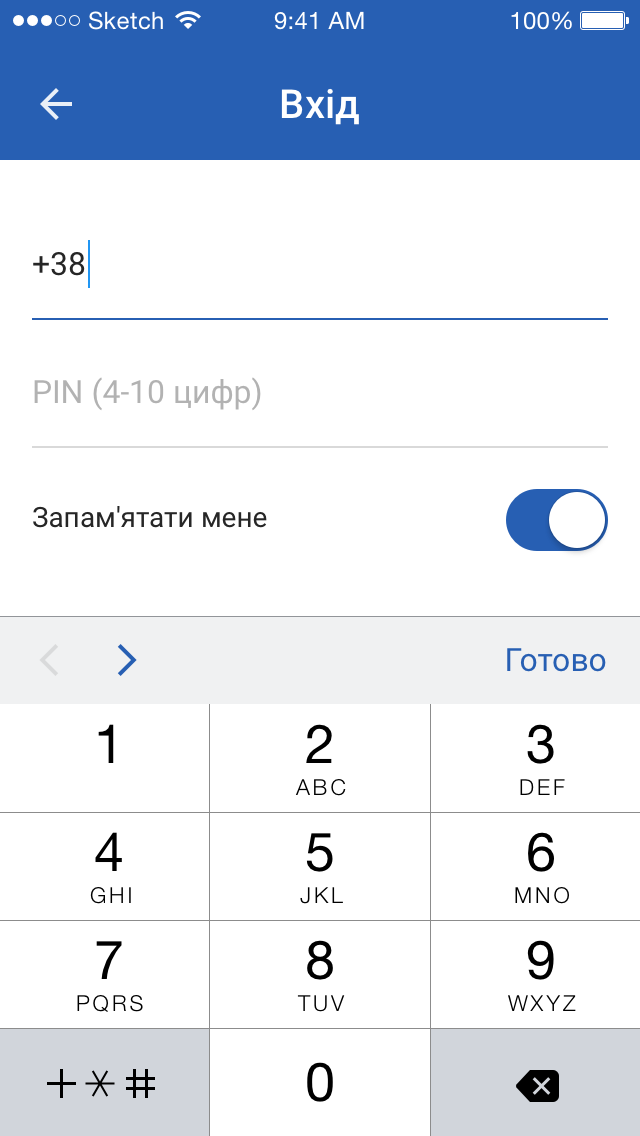 Sketch 9:41 AM 100%
Вхід
+38
PIN (4-10 цифр)
Запам'ятати мене
Готово
1 2 3
ABC DEF
4 5 6
GHI JKL MNO
7 8 9
PQRS TUV WXYZ
+*# 0